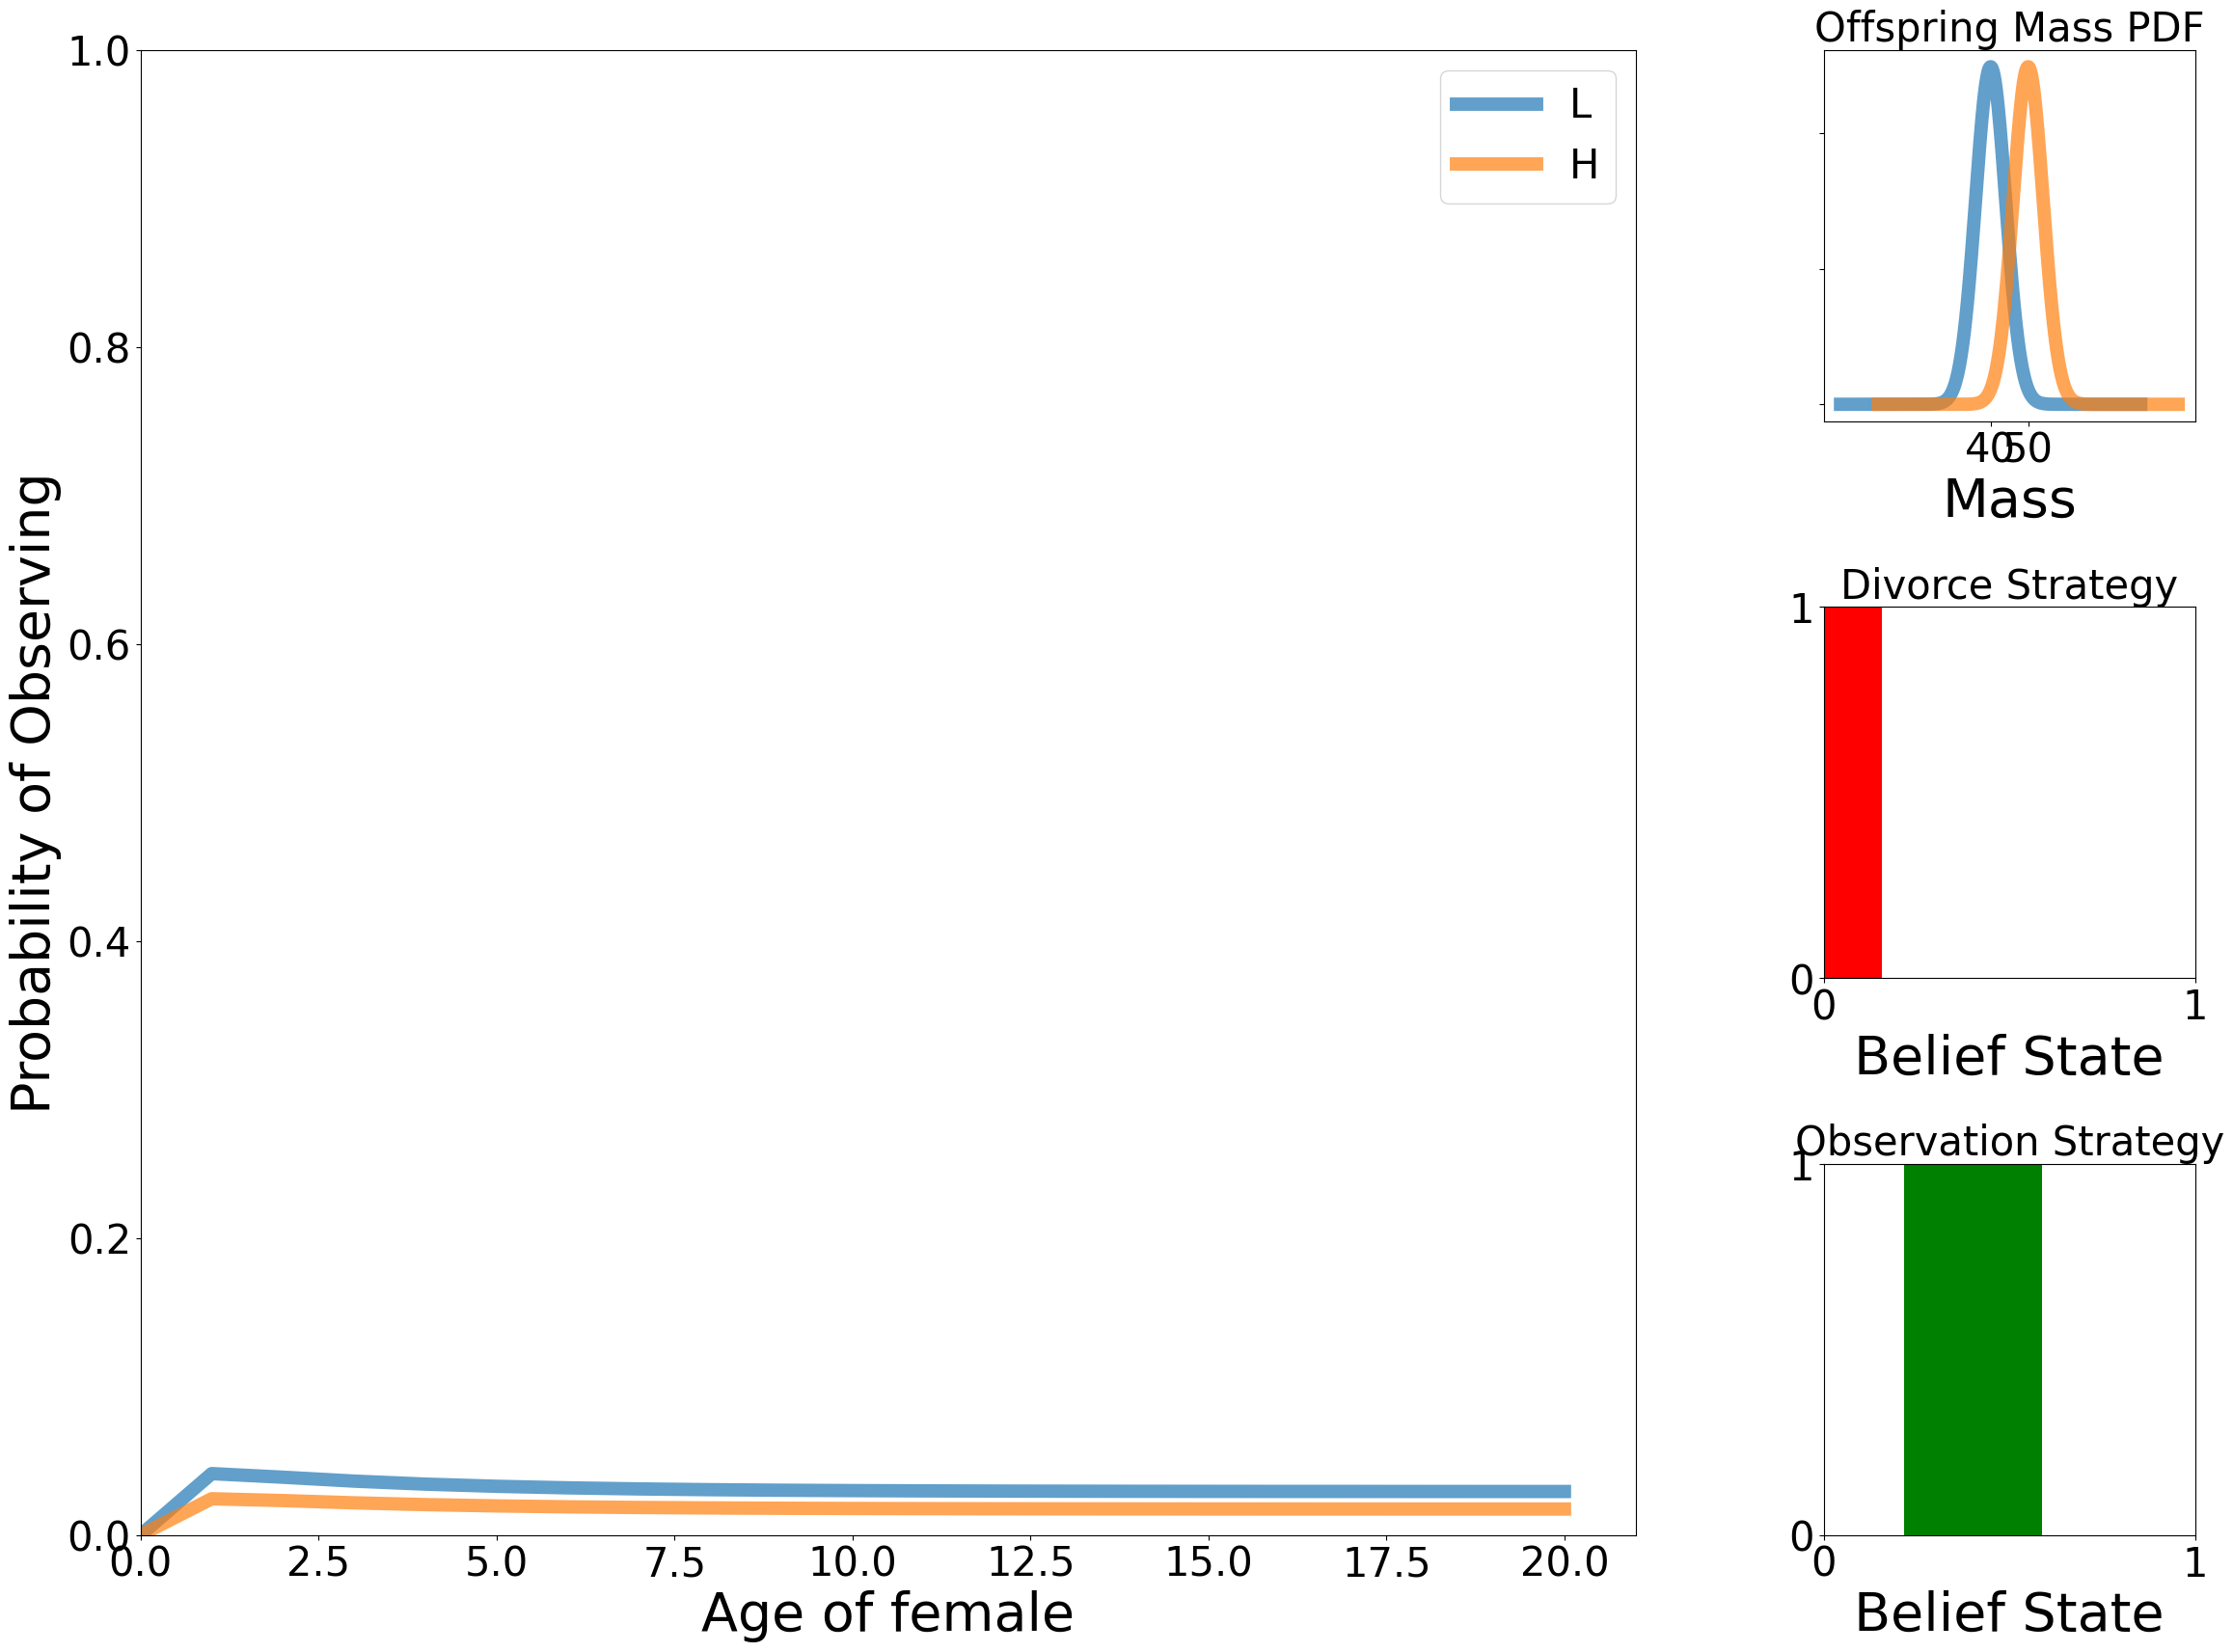 Probability of Observing
1.0
0.8
0.6
0.4
0.2
0.0
0.0 2.5 5.0 7.5 10.0 12.5 15.0 17.5 20.0
Age of female
L
H
Offspring Mass PDF
40 50
Mass
Divorce Strategy
1
0
0 1
Belief State
Observation Strategy
1
0
0 1
Belief State